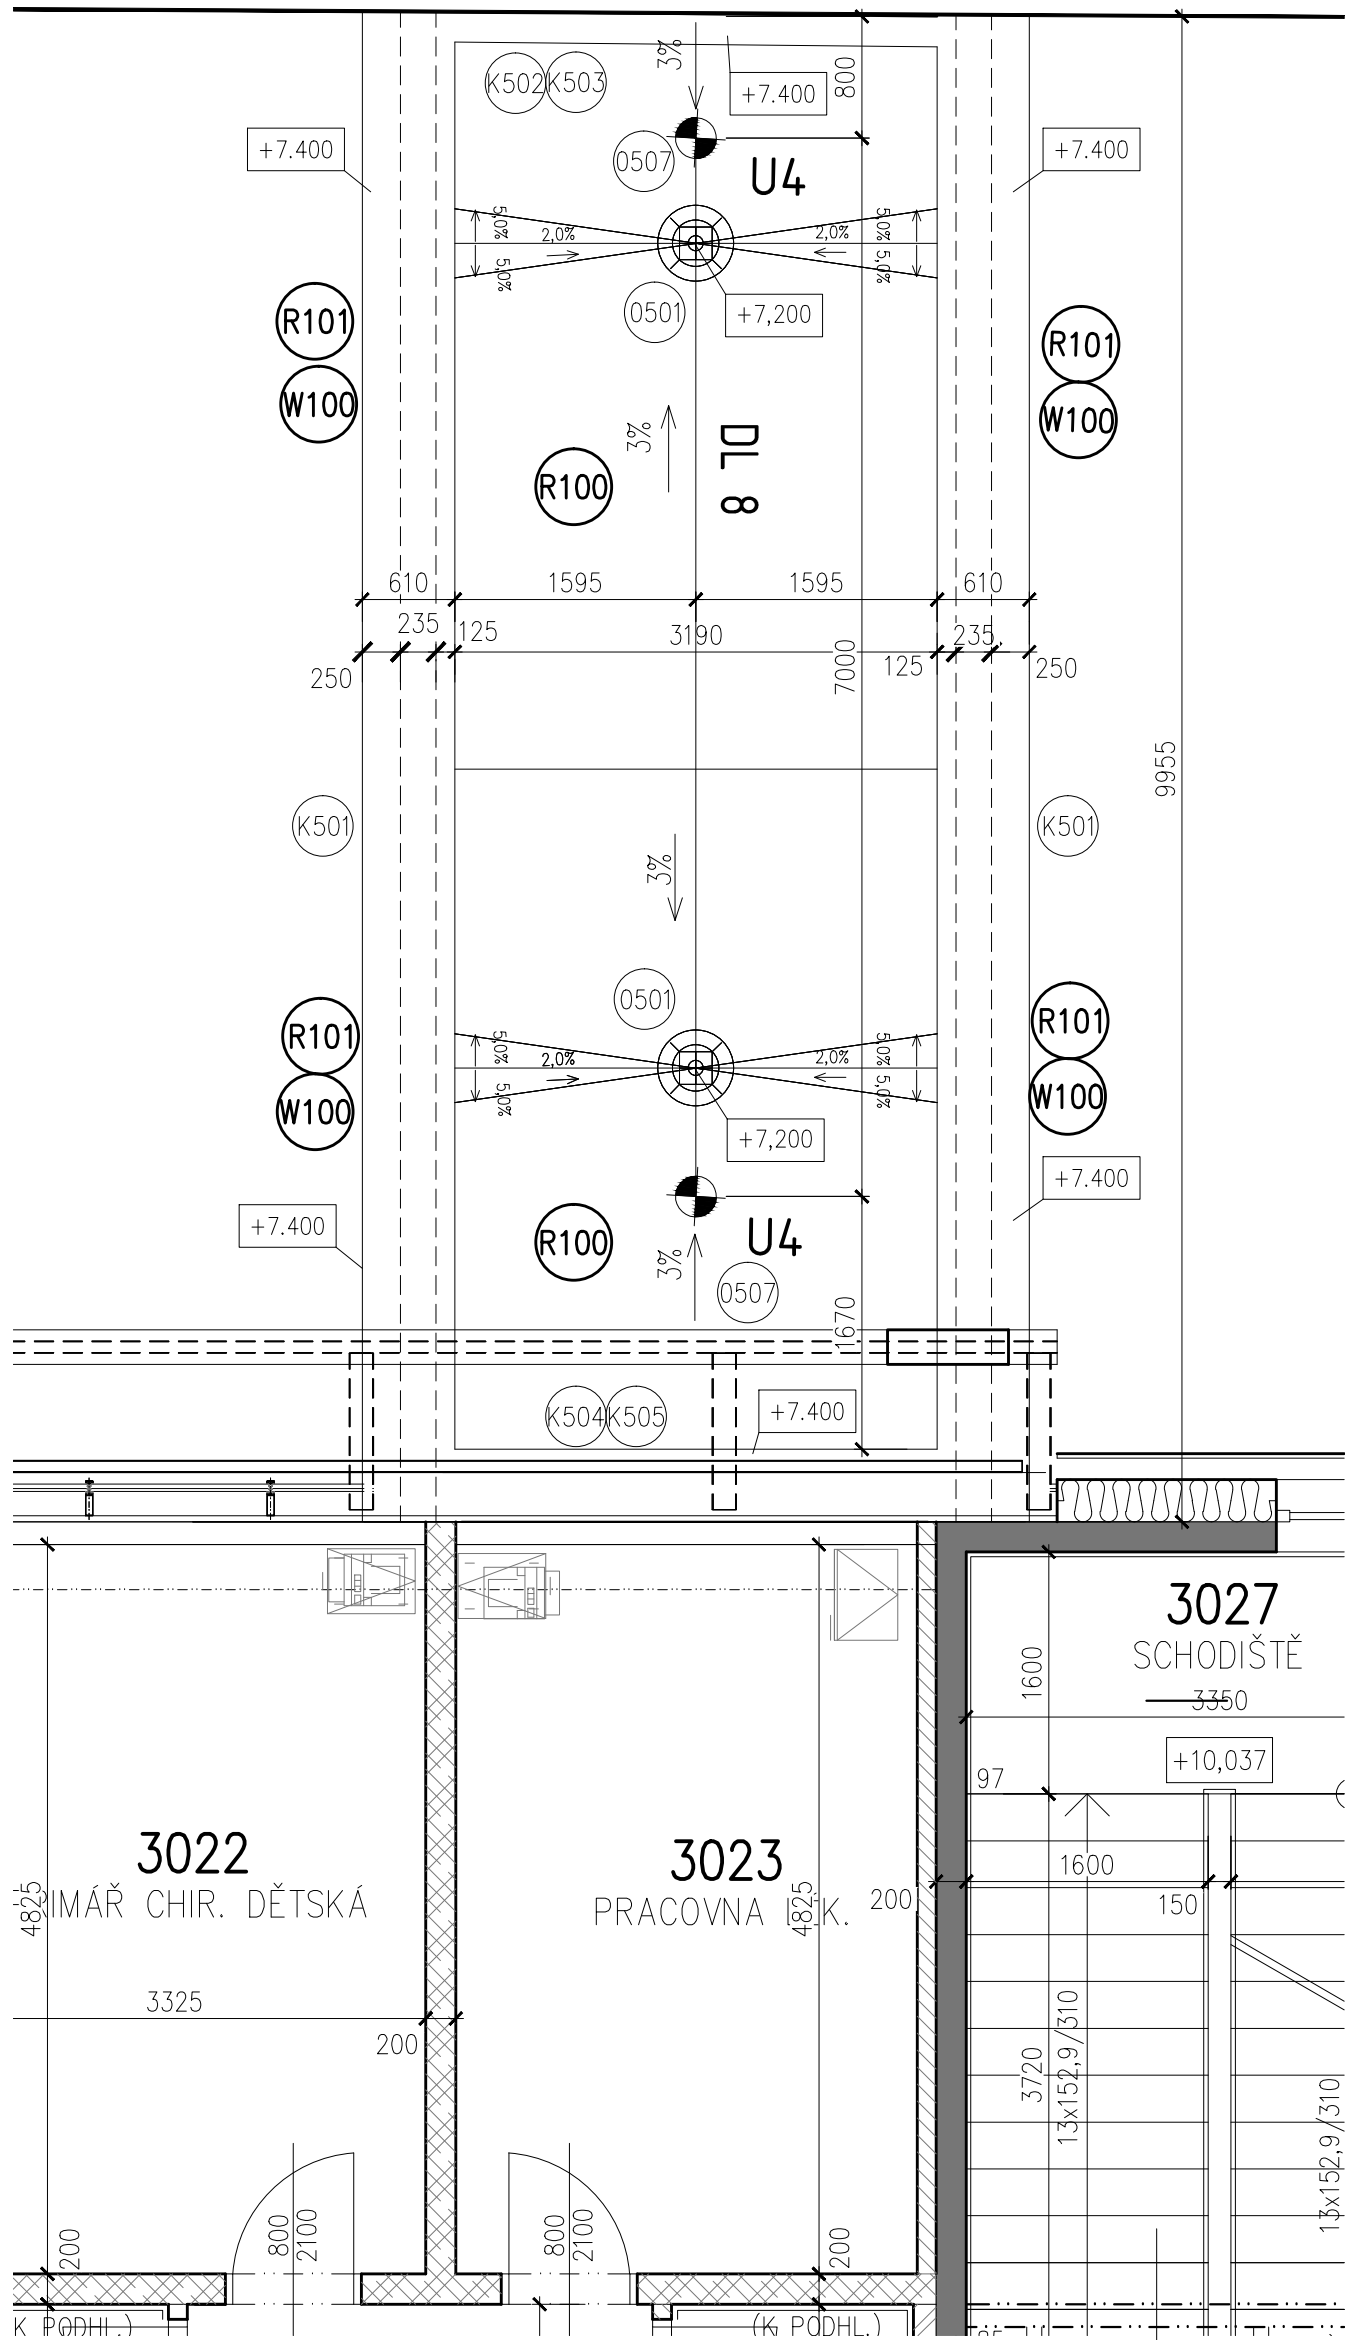 3%
K502
K503
+7.400
800
+7.400
0507
U4
+7.400
5,0%
2,0%
5,0%
2,0%
5,0%
5,0%
0501
+7,200
R101
W100
R101
W100
3%
DL 8
R100
610
1595
1595
610
235
125
3190
7000
125
235
250
250
9955
K501
K501
3%
0501
R101
W100
R101
W100
5,0%
2,0%
5,0%
2,0%
5,0%
5,0%
+7,200
+7.400
+7.400
R100
U4
3%
0507
1670
K504
K505
+7.400
3027
SCHODIŠTĚ
3350
1600
+10,037
97
3022
IMÁŘ CHIR. DĚTSKÁ
4825
3023
PRACOVNA
K.
4825
200
1600
150
3325
200
3720
13x152,9/310
13x152,9/310
200
800
2100
800
2100
200
K PODHL.)
(K PODHL.)